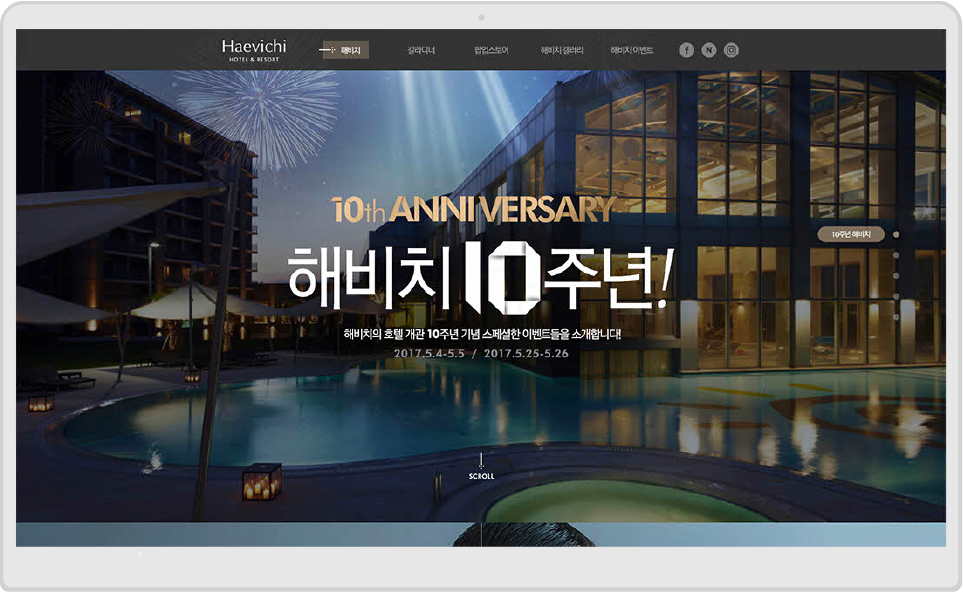 Haevichi
HOTEL & RESORT
해비치
갈라디너
팝업스토어
해비치 갤러리
해비치 이벤트
f
N
10th ANNIVERSARY
10주년 해비치
해비치 10주년!
해비치의 호텔 개관 10주년 기념 스페셜한 이벤트들을 소개합니다!
2017.5.4-5.5 / 2017.5.25-5.26
SCROLL